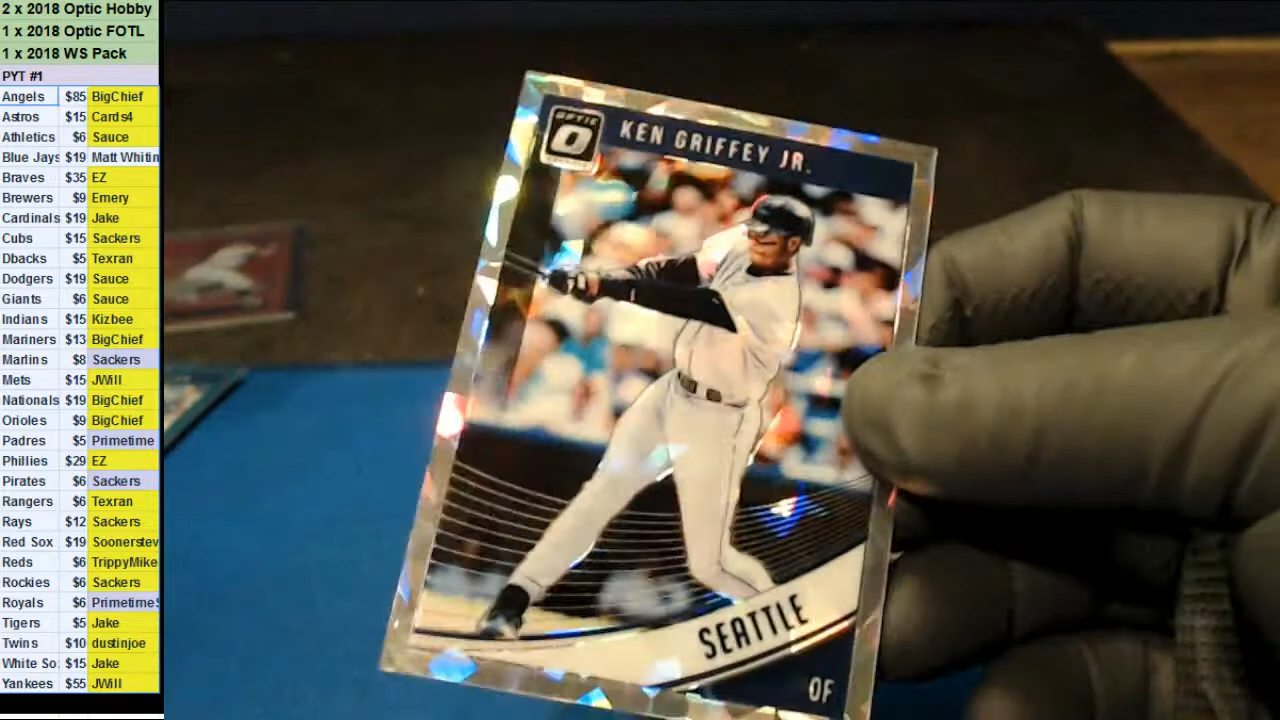 2 x 2018 Optic Hobby
1 x 2018 Optic FOTL
1 x 2018 WS Pack
PYT #1
Angels $85 BigChief
Astros $15 Cards4
Athletics $6 Sauce
Blue Jays $19 Matt Whitin
Braves $35 EZ
Brewers $9 Emery
Cardinals $19 Jake
Cubs $15 Sackers
Dbacks $5 Texran
Dodgers $19 Sauce
Giants $6 Sauce
Indians $15 Kizbee
Mariners $13 BigChief
Marlins $8 Sackers
Mets $15 JWill
Nationals $19 BigChief
Orioles $9 BigChief
Padres $5 Primetime
Phillies $29 EZ
Pirates $6 Sackers
Rangers $6 Texran
Rays $12 Sackers
Red Sox $19 Soonerstev
Reds $6 TrippyMike
Rockies $6 Sackers
Royals $6 PrimetimeS
Tigers $5 Jake
Twins $10 dustinjoe
White So $15 Jake
Yankees $55 JWill
OPTIC
KEN GRIFFEY JR.
SEATTLE
OF